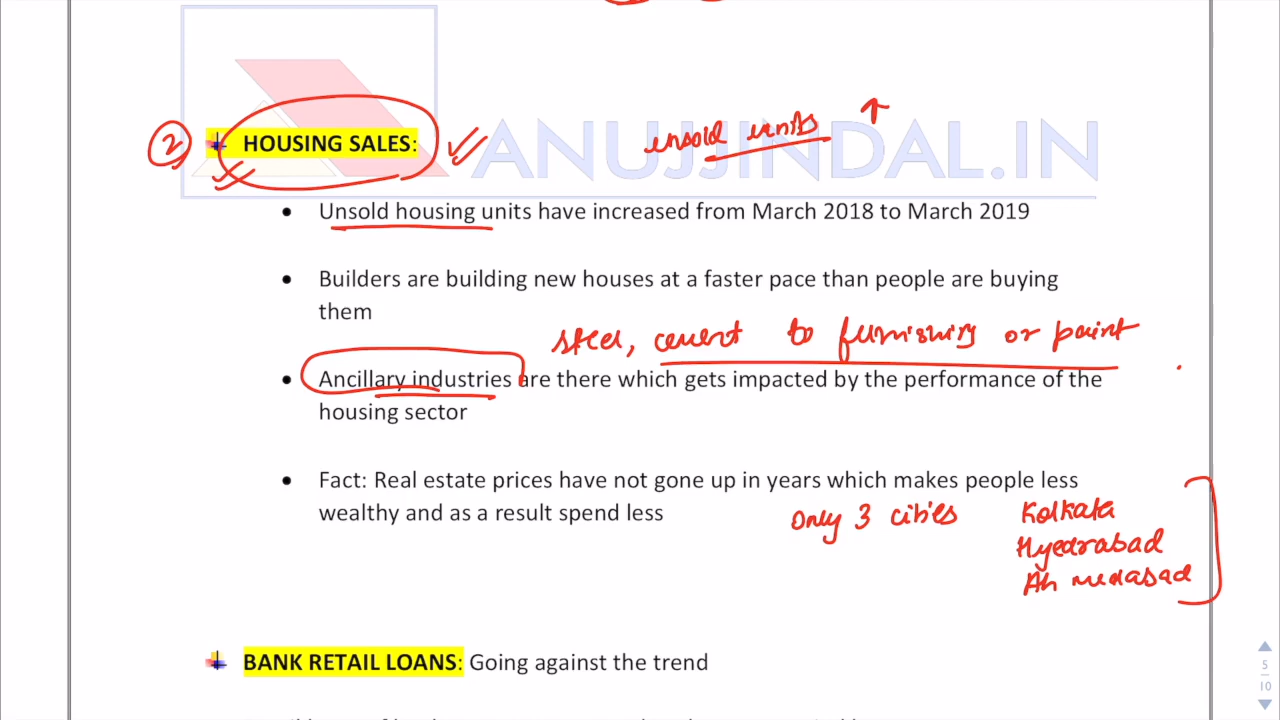 ANUJJINDAL.IN
2
HOUSING SALES:
unsold units ↑
• Unsold housing units have increased from March 2018 to March 2019
• Builders are building new houses at a faster pace than people are buying
them
steel, cement to furnishing or paint
• Ancillary industries are there which gets impacted by the performance of the
housing sector
• Fact: Real estate prices have not gone up in years which makes people less
wealthy and as a result spend less
Only 3 cities
Kolkata
Hyedrabad
Ahmedabad
BANK RETAIL LOANS: Going against the trend
5
10